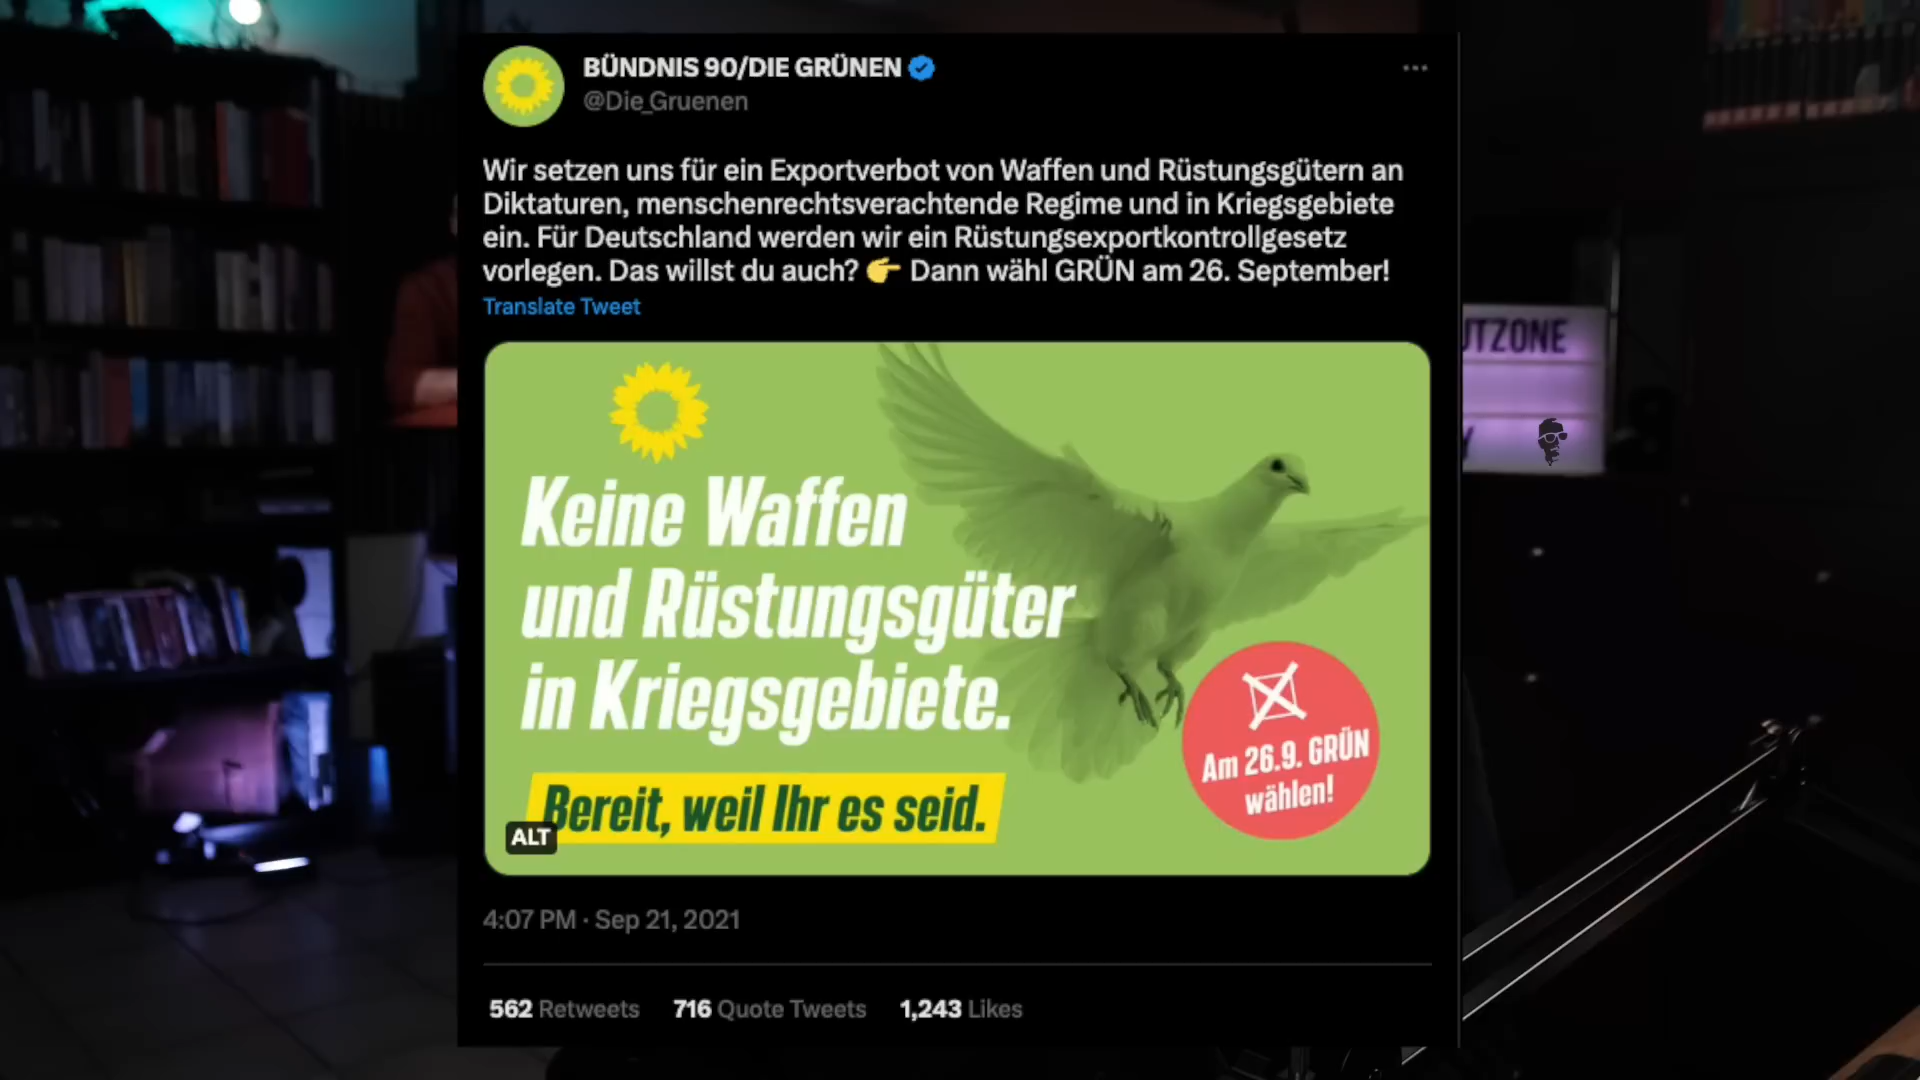 BÜNDNIS 90/DIE GRÜNEN
@Die_Gruenen
Wir setzen uns für ein Exportverbot von Waffen und Rüstungsgütern an
Diktaturen, menschenrechtsverachtende Regime und in Kriegsgebiete
ein. Für Deutschland werden wir ein Rüstungsexportkontrollgesetz
vorlegen. Das willst du auch? 👉 Dann wähl GRÜN am 26. September!
Translate Tweet
Keine Waffen
und Rüstungsgüter
in Kriegsgebiete.
Bereit, weil Ihr es seid.
ALT
Am 26.9. GRÜN
wählen!
4:07 PM · Sep 21, 2021
562 Retweets 716 Quote Tweets 1,243 Likes
UTZONE